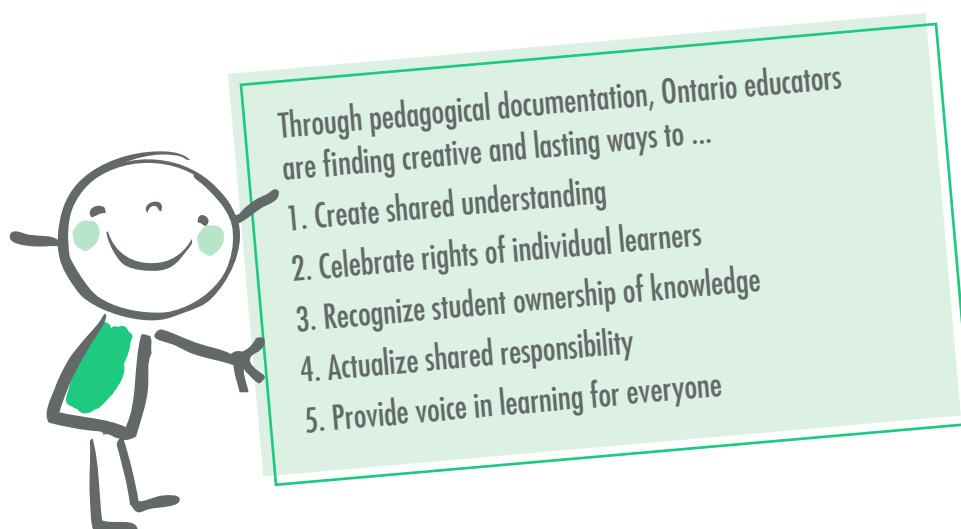 Through pedagogical documentation, Ontario educators
are finding creative and lasting ways to ...
1. Create shared understanding
2. Celebrate rights of individual learners
3. Recognize student ownership of knowledge
4. Actualize shared responsibility
5. Provide voice in learning for everyone